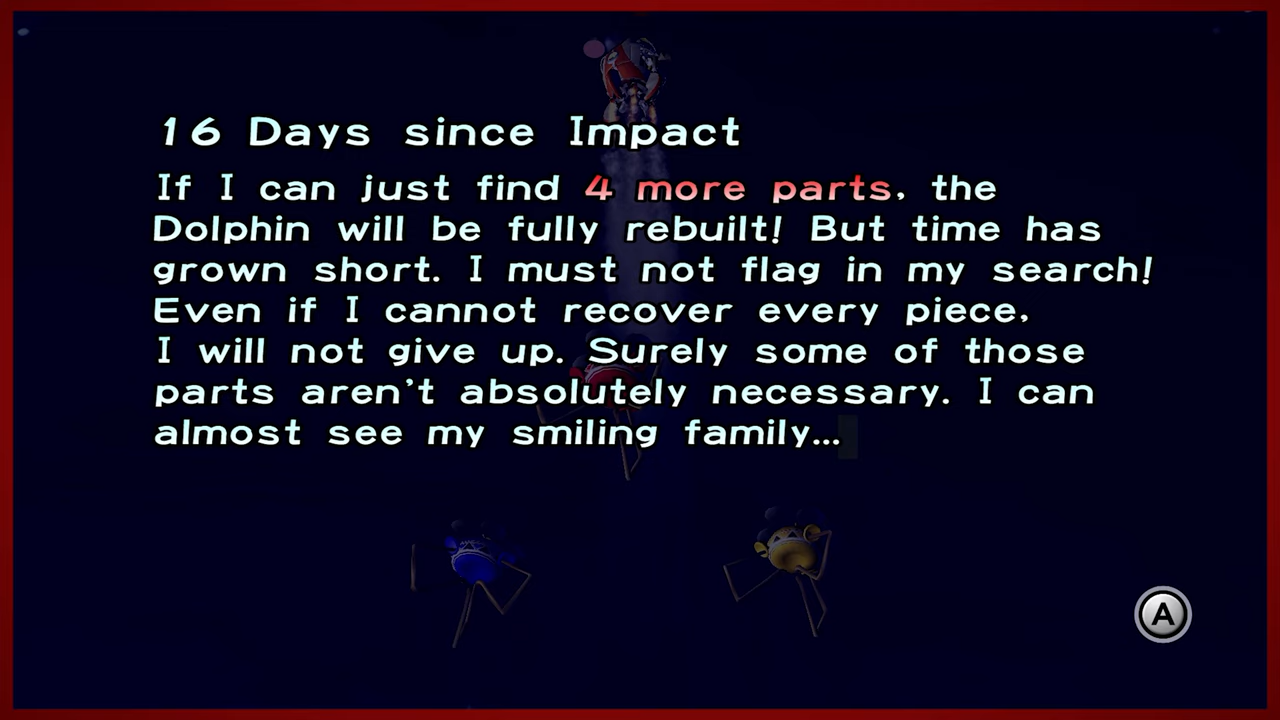 16 Days since Impact
If I can just find 4 more parts, the
Dolphin will be fully rebuilt! But time has
grown short. I must not flag in my search!
Even if I cannot recover every piece,
I will not give up. Surely some of those
parts aren't absolutely necessary. I can
almost see my smiling family...
A